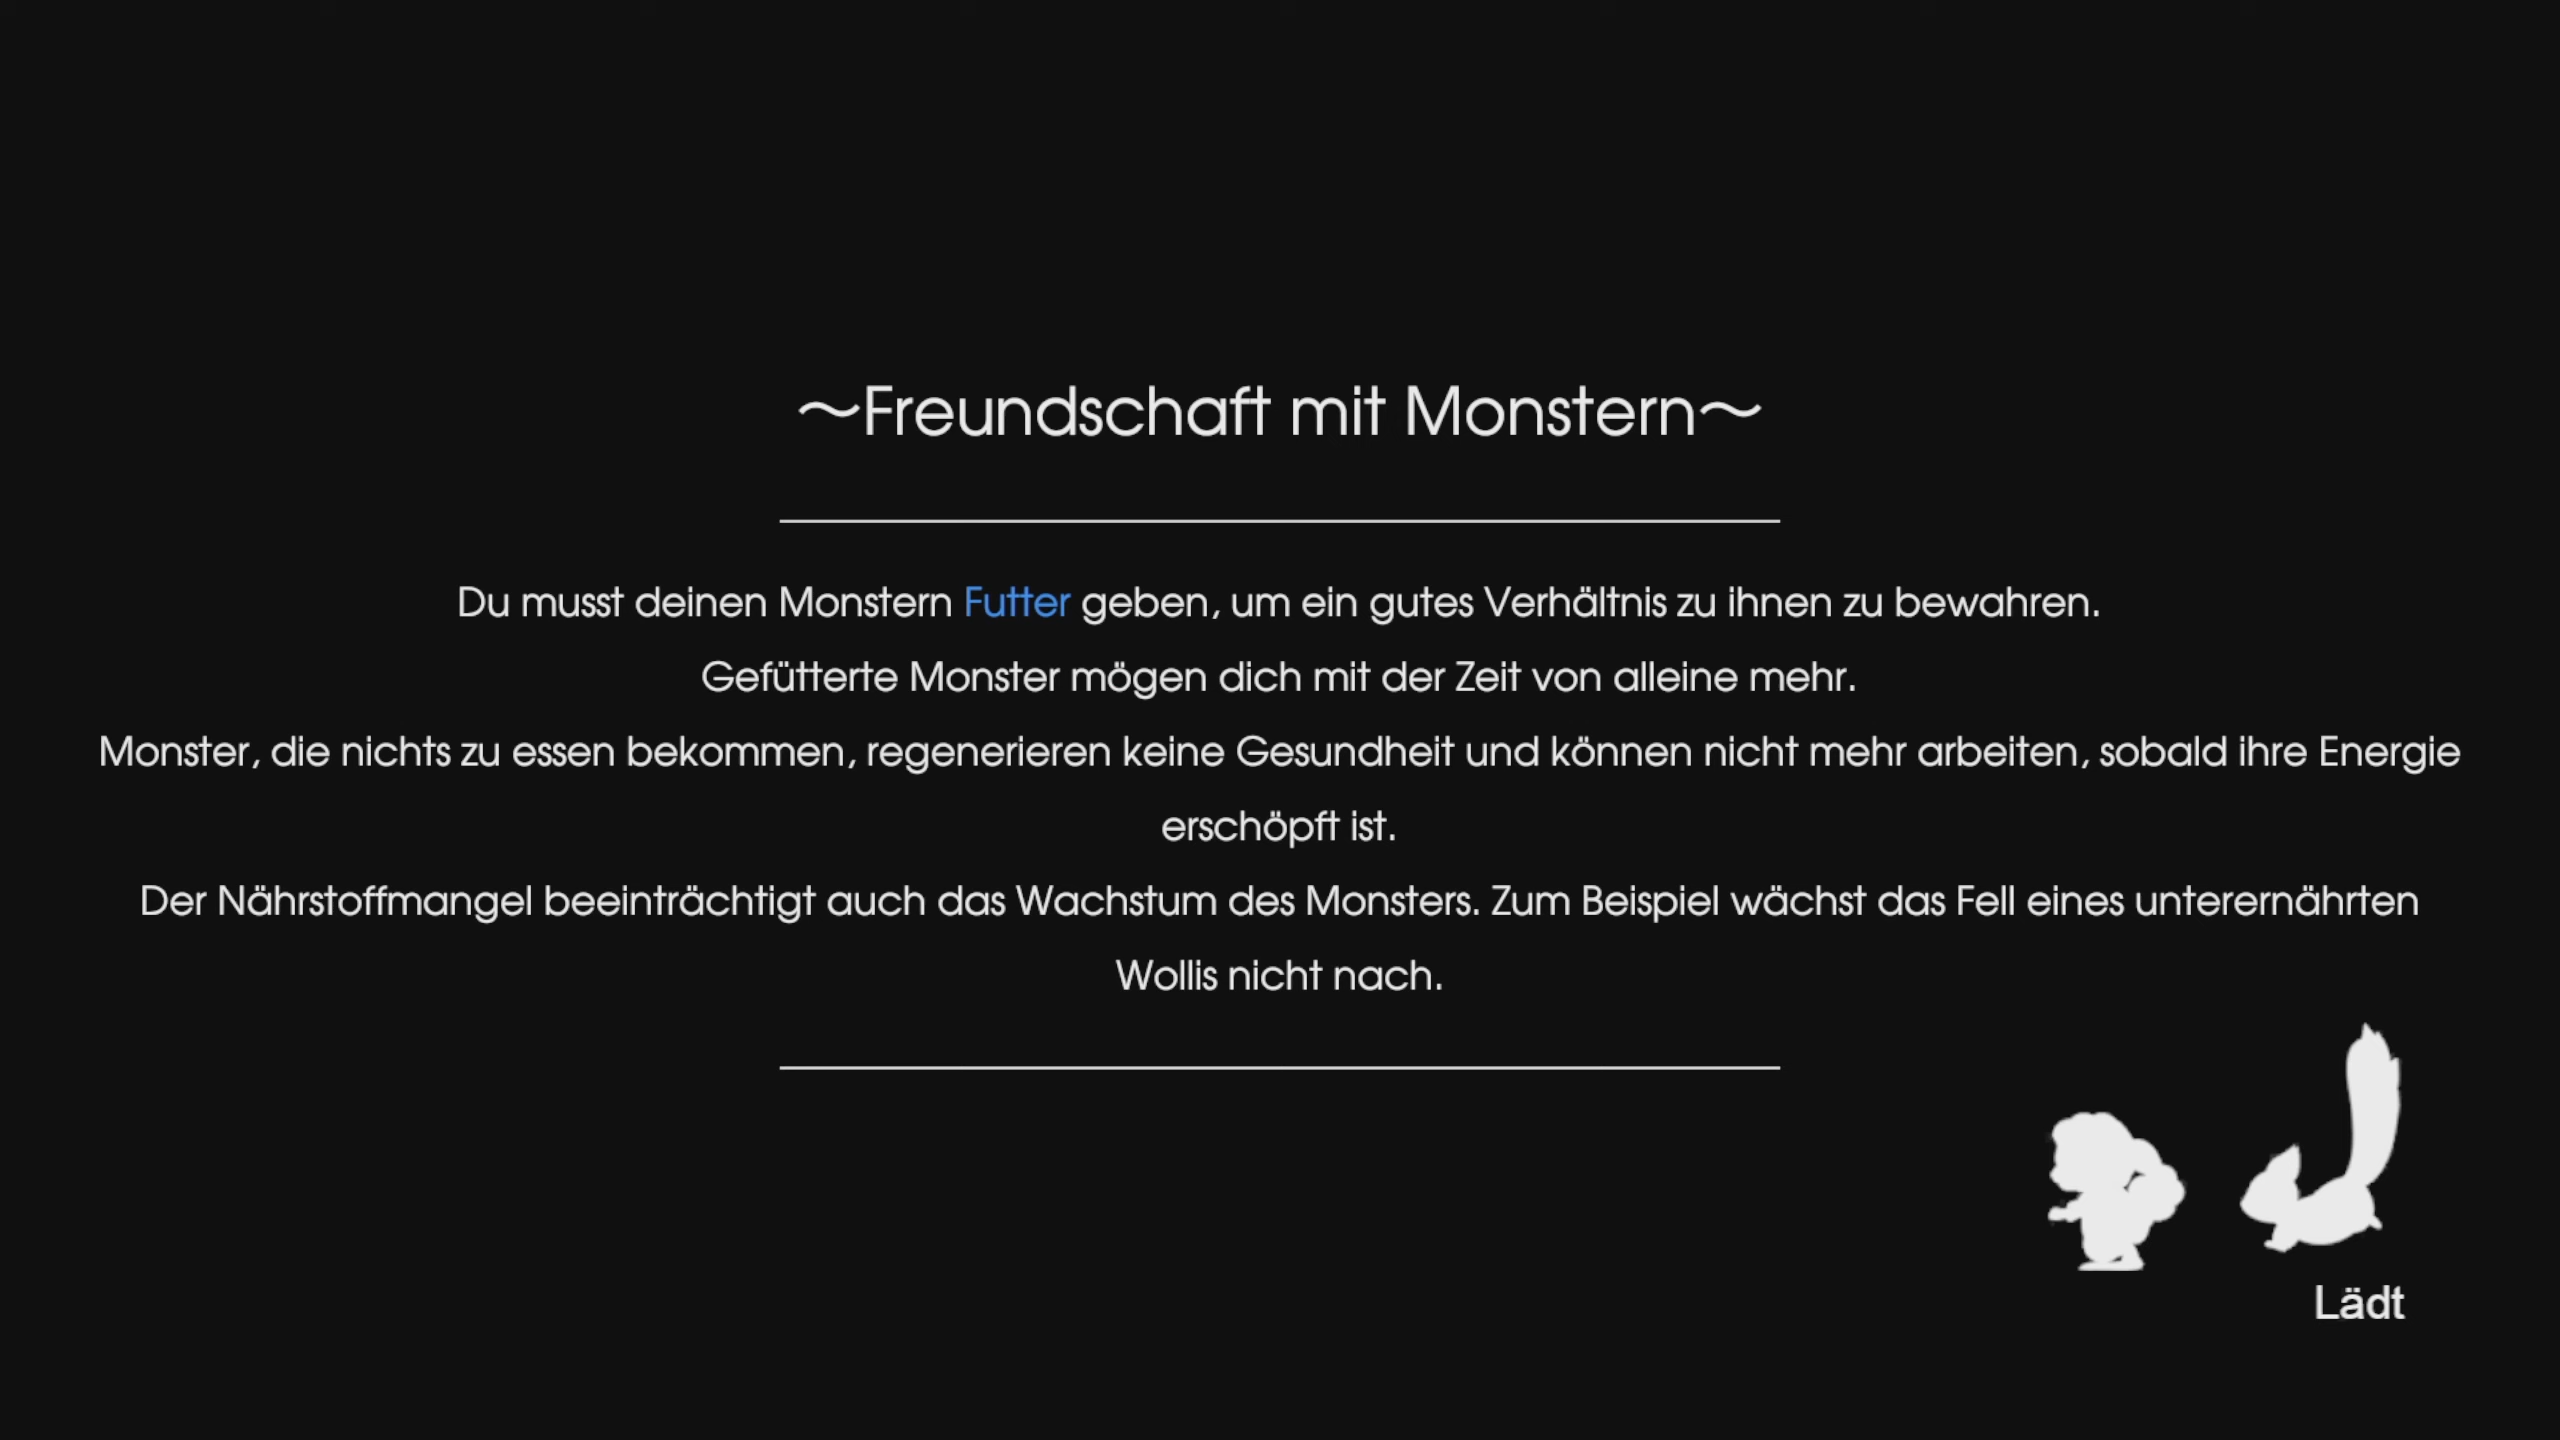 ～Freundschaft mit Monstern～
Du musst deinen Monstern Futter geben, um ein gutes Verhältnis zu ihnen zu bewahren.
Gefütterte Monster mögen dich mit der Zeit von alleine mehr.
Monster, die nichts zu essen bekommen, regenerieren keine Gesundheit und können nicht mehr arbeiten, sobald ihre Energie
erschöpft ist.
Der Nährstoffmangel beeinträchtigt auch das Wachstum des Monsters. Zum Beispiel wächst das Fell eines unterernährten
Wollis nicht nach.
Lädt